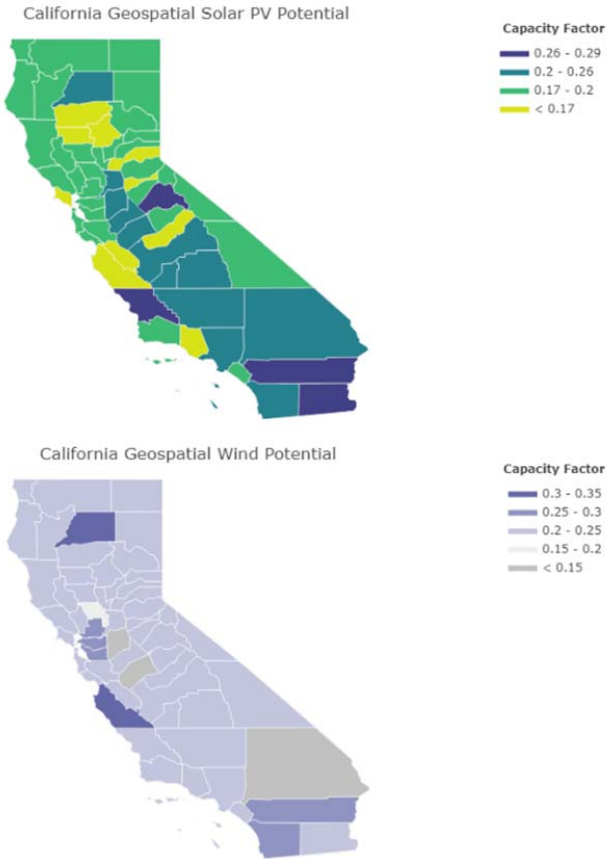 California Geospatial Solar PV Potential
Capacity Factor
0.26 - 0.29
0.2 - 0.26
0.17 - 0.2
< 0.17
California Geospatial Wind Potential
Capacity Factor
0.3 - 0.35
0.25 - 0.3
0.2 - 0.25
0.15 - 0.2
< 0.15